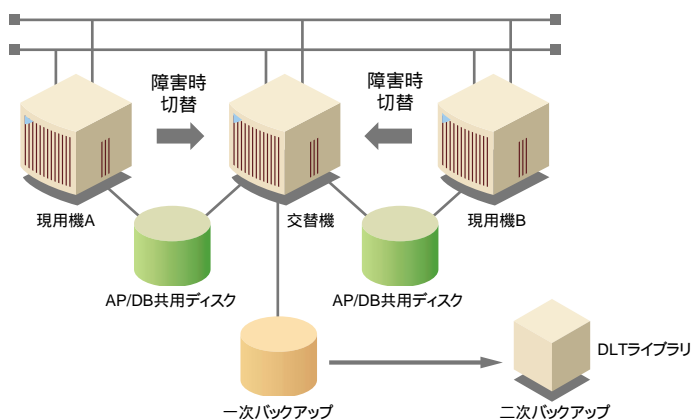 障害時
切替
障害時
切替
現用機A
交替機
現用機B
AP/DB共用ディスク
AP/DB共用ディスク
DLTライブラリ
一次バックアップ
二次バックアップ